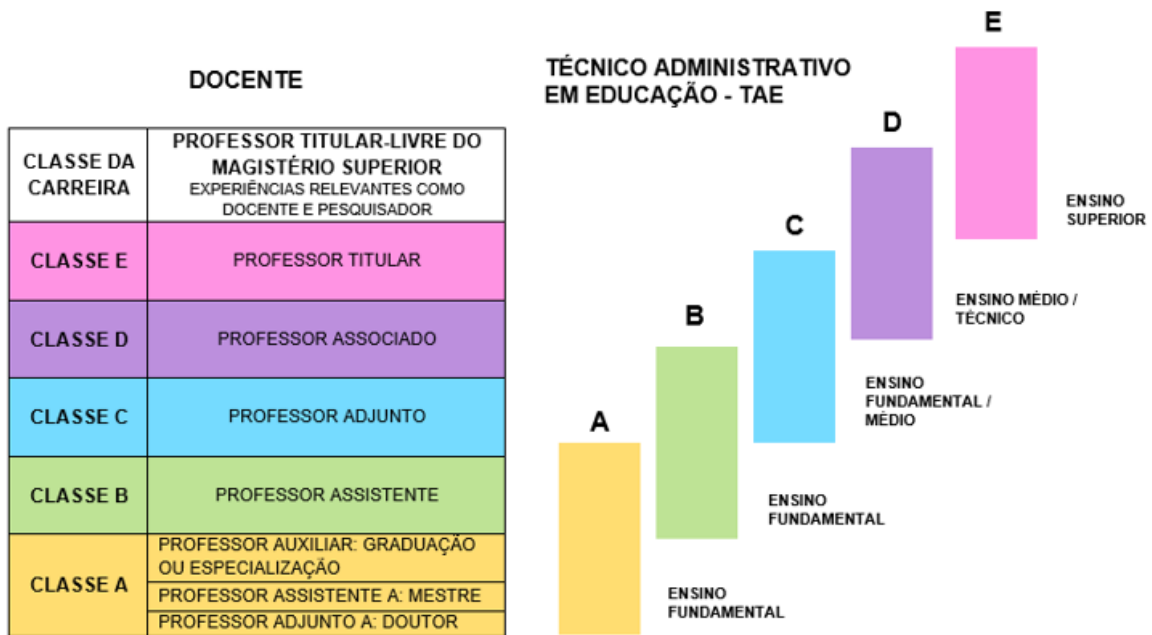 DOCENTE
CLASSE DA
CARREIRA
PROFESSOR TITULAR-LIVRE DO
MAGISTÉRIO SUPERIOR
EXPERIÊNCIAS RELEVANTES COMO
DOCENTE E PESQUISADOR
CLASSE E
PROFESSOR TITULAR
CLASSE D
PROFESSOR ASSOCIADO
CLASSE C
PROFESSOR ADJUNTO
CLASSE B
PROFESSOR ASSISTENTE
CLASSE A
PROFESSOR AUXILIAR: GRADUAÇÃO
OU ESPECIALIZAÇÃO
PROFESSOR ASSISTENTE A: MESTRE
PROFESSOR ADJUNTO A: DOUTOR
TÉCNICO ADMINISTRATIVO
EM EDUCAÇÃO - TAE
A
ENSINO
FUNDAMENTAL
B
ENSINO
FUNDAMENTAL
C
ENSINO
FUNDAMENTAL /
MÉDIO
D
ENSINO MÉDIO /
TÉCNICO
E
ENSINO
SUPERIOR